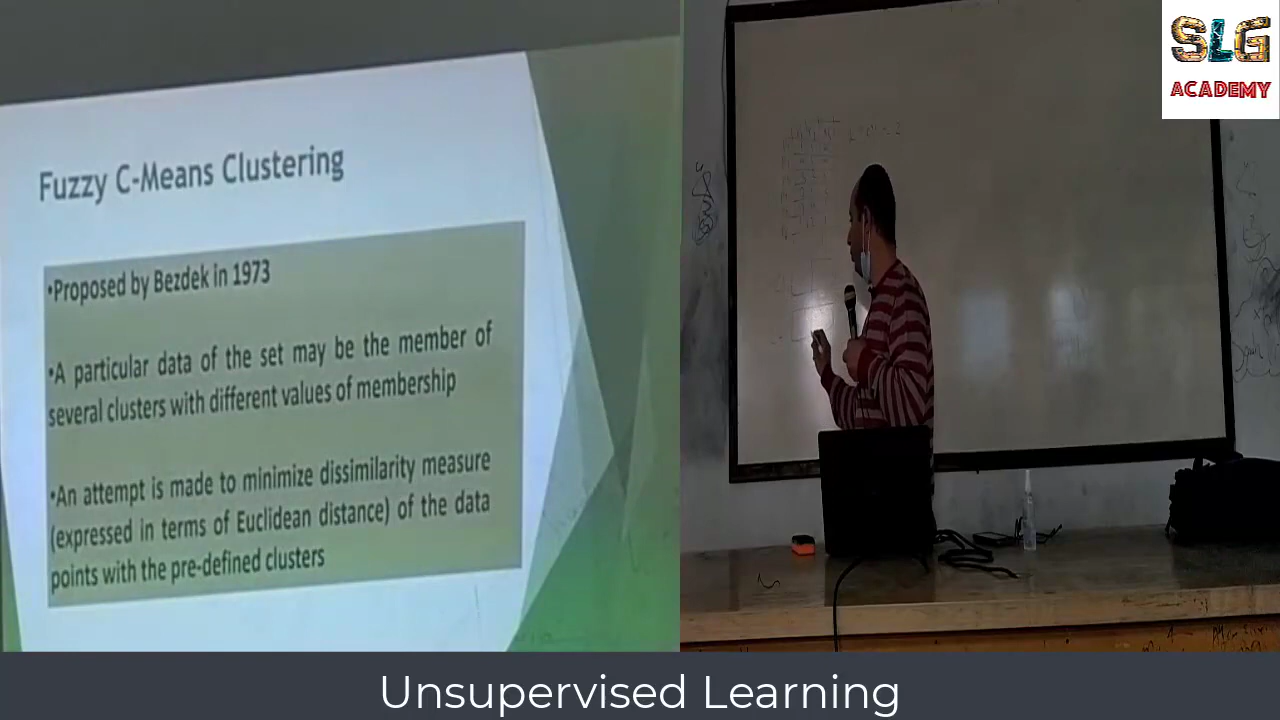 Fuzzy C-Means Clustering
•Proposed by Bezdek in 1973
•A particular data of the set may be the member of
several clusters with different values of membership
•An attempt is made to minimize dissimilarity measure
(expressed in terms of Euclidean distance) of the data
points with the pre-defined clusters
SLG
ACADEMY
Unsupervised Learning